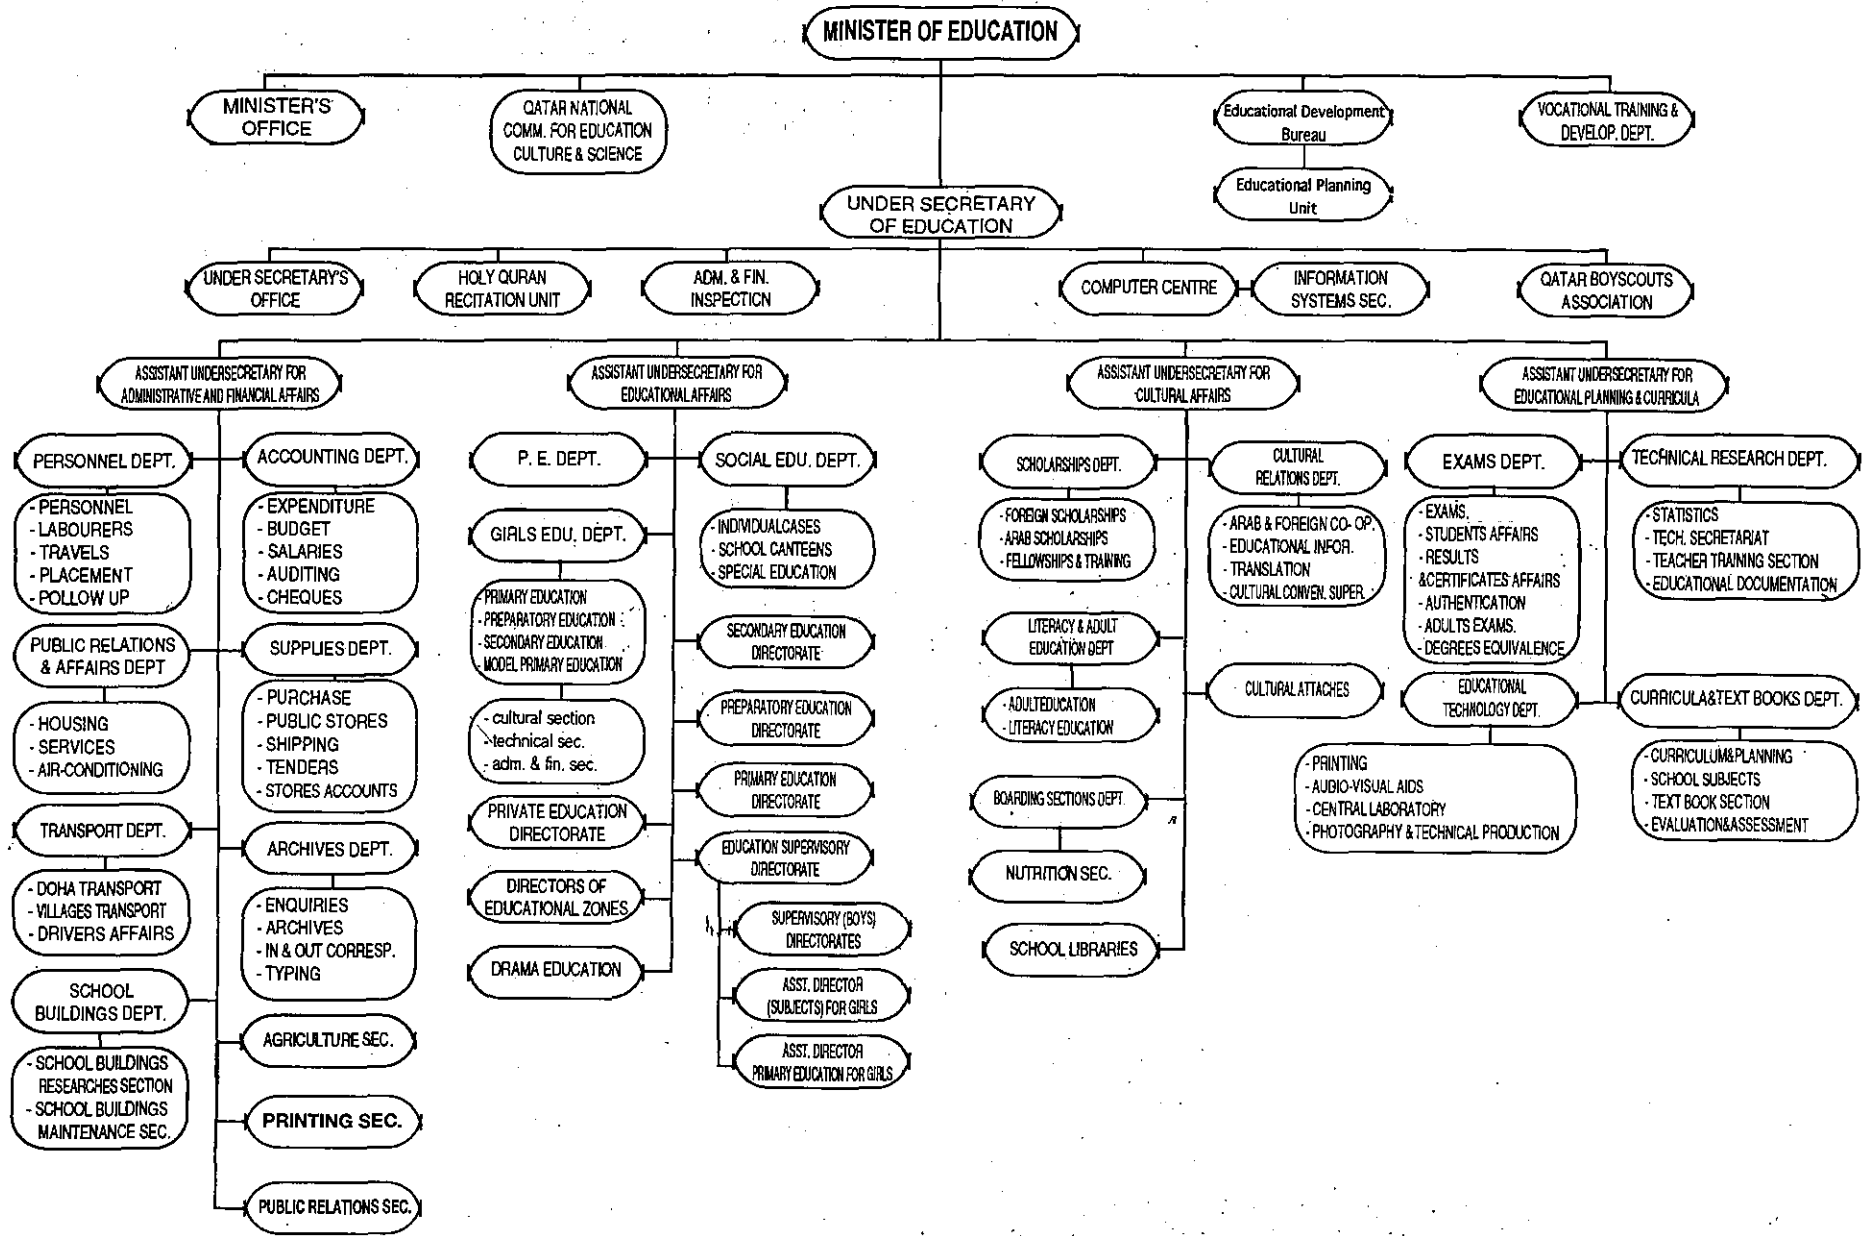 MINISTER OF EDUCATION
MINISTER'S
OFFICE
QATAR NATIONAL
COMM. FOR EDUCATION
CULTURE & SCIENCE
Educational Development
Bureau
Educational Planning
Unit
VOCATIONAL TRAINING &
DEVELOP. DEPT.
UNDER SECRETARY
OF EDUCATION
UNDER SECRETARY'S
OFFICE
HOLY QURAN
RECITATION UNIT
ADM. & FIN.
INSPECTION
COMPUTER CENTRE
INFORMATION
SYSTEMS SEC.
QATAR BOYSCOUTS
ASSOCIATION
ASSISTANT UNDERSECRETARY FOR
ADMINISTRATIVE AND FINANCIAL AFFAIRS
PERSONNEL DEPT.
- PERSONNEL
- LABOURERS
- TRAVELS
- PLACEMENT
- POLLOW UP
PUBLIC RELATIONS
& AFFAIRS DEPT
- HOUSING
- SERVICES
- AIR-CONDITIONING
TRANSPORT DEPT.
- DOHA TRANSPORT
- VILLAGES TRANSPORT
- DRIVERS AFFAIRS
SCHOOL
BUILDINGS DEPT.
- SCHOOL BUILDINGS
RESEARCHES SECTION
- SCHOOL BUILDINGS
MAINTENANCE SEC.
ACCOUNTING DEPT.
- EXPENDITURE
- BUDGET
- SALARIES
- AUDITING
- CHEQUES
SUPPLIES DEPT.
- PURCHASE
- PUBLIC STORES
- SHIPPING
- TENDERS
- STORES ACCOUNTS
ARCHIVES DEPT.
- ENQUIRIES
- ARCHIVES
- IN & OUT CORRESP.
- TYPING
AGRICULTURE SEC.
PRINTING SEC.
PUBLIC RELATIONS SEC.
ASSISTANT UNDERSECRETARY FOR
EDUCATIONAL AFFAIRS
P. E. DEPT.
GIRLS EDU. DEPT.
- PRIMARY EDUCATION
- PREPARATORY EDUCATION
- SECONDARY EDUCATION
- MODEL PRIMARY EDUCATION
- cultural section
- technical sec.
- adm. & fin. sec.
PRIVATE EDUCATION
DIRECTORATE
DIRECTORS OF
EDUCATIONAL ZONES
DRAMA EDUCATION
SOCIAL EDU. DEPT.
- INDIVIDUALCASES
- SCHOOL CANTEENS
- SPECIAL EDUCATION
SECONDARY EDUCATION
DIRECTORATE
PREPARATORY EDUCATION
DIRECTORATE
PRIMARY EDUCATION
DIRECTORATE
EDUCATION SUPERVISORY
DIRECTORATE
SUPERVISORY (BOYS)
DIRECTORATES
ASST. DIRECTOR
(SUBJECTS) FOR GIRLS
ASST. DIRECTOR
PRIMARY EDUCATION FOR GIRLS
ASSISTANT UNDERSECRETARY FOR
CULTURAL AFFAIRS
SCHOLARSHIPS DEPT.
- FOREIGN SCHOLARSHIPS
- ARAB SCHOLARSHIPS
- FELLOWSHIPS & TRAINING
LITERACY & ADULT
EDUCATION DEPT
- ADULTEDUCATION
- LITERACY EDUCATION
BOARDING SECTIONS DEPT.
NUTRITION SEC.
SCHOOL LIBRARIES
CULTURAL
RELATIONS DEPT.
- ARAB & FOREIGN CO- OP.
- EDUCATIONAL INFOR.
- TRANSLATION
- CULTURAL CONVEN. SUPER.
CULTURAL ATTACHES
ASSISTANT UNDERSECRETARY FOR
EDUCATIONAL PLANNING & CURRICULA
EXAMS DEPT.
- EXAMS.
- STUDENTS AFFAIRS
- RESULTS
&CERTIFICATES AFFAIRS
- AUTHENTICATION
- ADULTS EXAMS.
- DEGREES EQUIVALENCE
EDUCATIONAL
TECHNOLOGY DEPT.
- PRINTING
- AUDIO-VISUAL AIDS
- CENTRAL LABORATORY
- PHOTOGRAPHY & TECHNICAL PRODUCTION
TECHNICAL RESEARCH DEPT.
- STATISTICS
- TECH. SECRETARIAT
- TEACHER TRAINING SECTION
- EDUCATIONAL DOCUMENTATION
CURRICULA&TEXT BOOKS DEPT.
- CURRICULUM&PLANNING
- SCHOOL SUBJECTS
- TEXT BOOK SECTION
- EVALUATION&ASSESSMENT